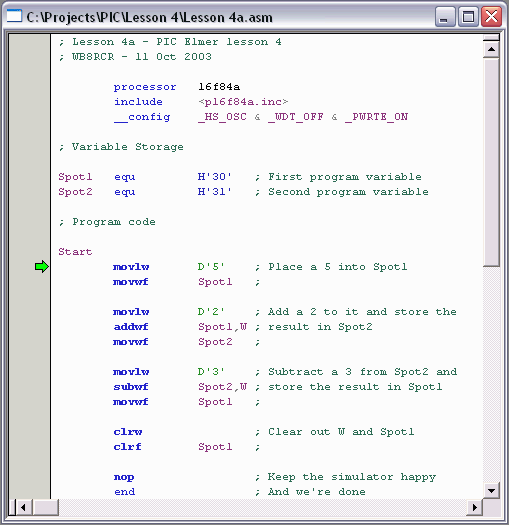 C:\Projects\PIC\Lesson 4\Lesson 4a.asm
; Lesson 4a - PIC Elmer lesson 4
; WB8RCR - 11 Oct 2003
processor 16f84a
include <p16f84a.inc>
__config _HS_OSC & _WDT_OFF & _PWRTE_ON
; Variable Storage
Spot1 equ H'30' ; First program variable
Spot2 equ H'31' ; Second program variable
; Program code
Start
movlw D'5' ; Place a 5 into Spot1
movwf Spot1 ;
movlw D'2' ; Add a 2 to it and store the
addwf Spot1,W ; result in Spot2
movwf Spot2 ;
movlw D'3' ; Subtract a 3 from Spot2 and
subwf Spot2,W ; store the result in Spot1
movwf Spot1 ;
clrw ; Clear out W and Spot1
clrf Spot1 ;
nop ; Keep the simulator happy
end ; And we're done